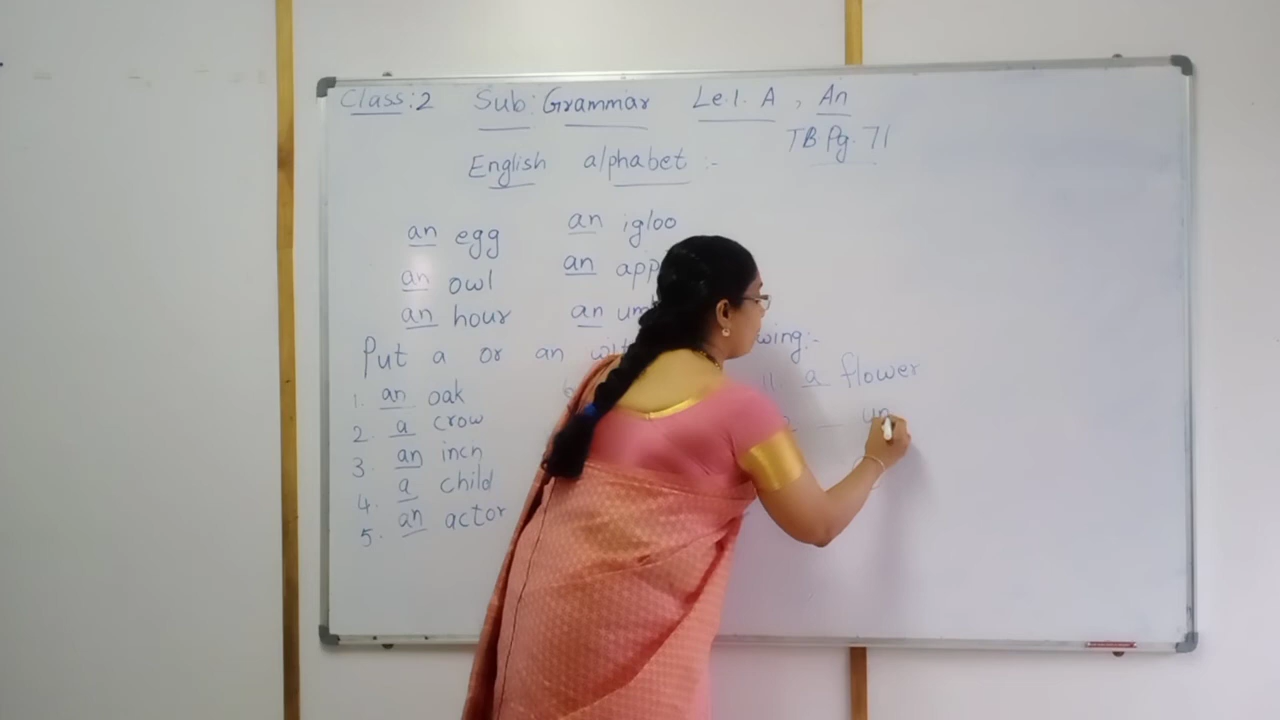 Class: 2 Sub: Grammar Le. 1. A, An
TB Pg. 71
English alphabet :-
an egg an igloo
an owl an app
an hour an um
Put a or an wing:-
1. an oak 11. a flower
2. a crow un
3. an inch
4. a child
5. an actor